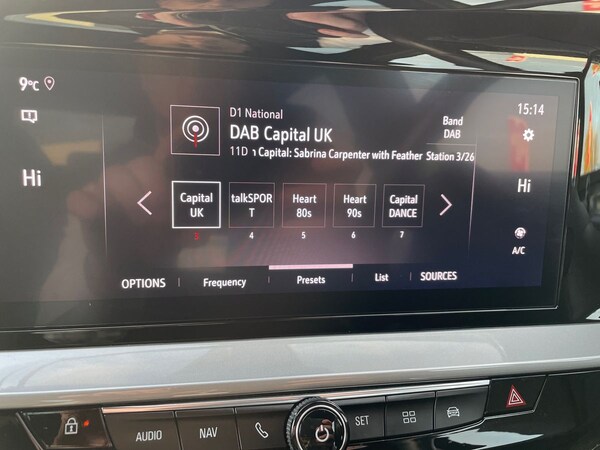 9°C
15:14
D1 National
DAB Capital UK
Band
DAB
11D n Capital: Sabrina Carpenter with Feather Station 3/26
Hi
Hi
Capital
UK
talkSPOR
T
Heart
80s
Heart
90s
Capital
DANCE
3
4
5
6
7
A/C
OPTIONS
Frequency
Presets
List
SOURCES
AUDIO
NAV
SET